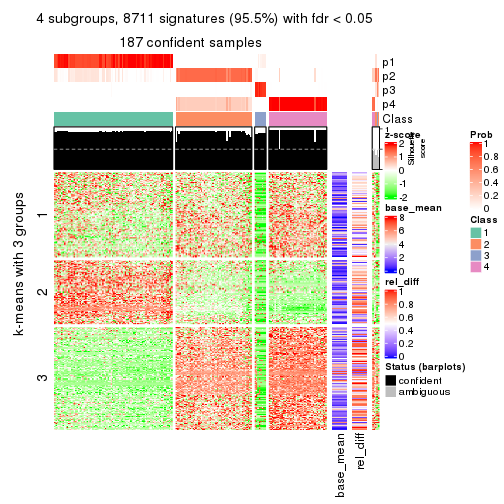 4 subgroups, 8711 signatures (95.5%) with fdr < 0.05
187 confident samples
p1
p2
p3
p4
Class
1
Silhouette
score
z-score
2
1
0
-1
-2
Prob
1
0.8
0.6
0.4
0.2
0
base_mean
8
6
4
2
0
Class
1
2
3
4
rel_diff
1
0.8
0.6
0.4
0.2
0
Status (barplots)
confident
ambiguous
k-means with 3 groups
1
2
3
base_mean
rel_diff